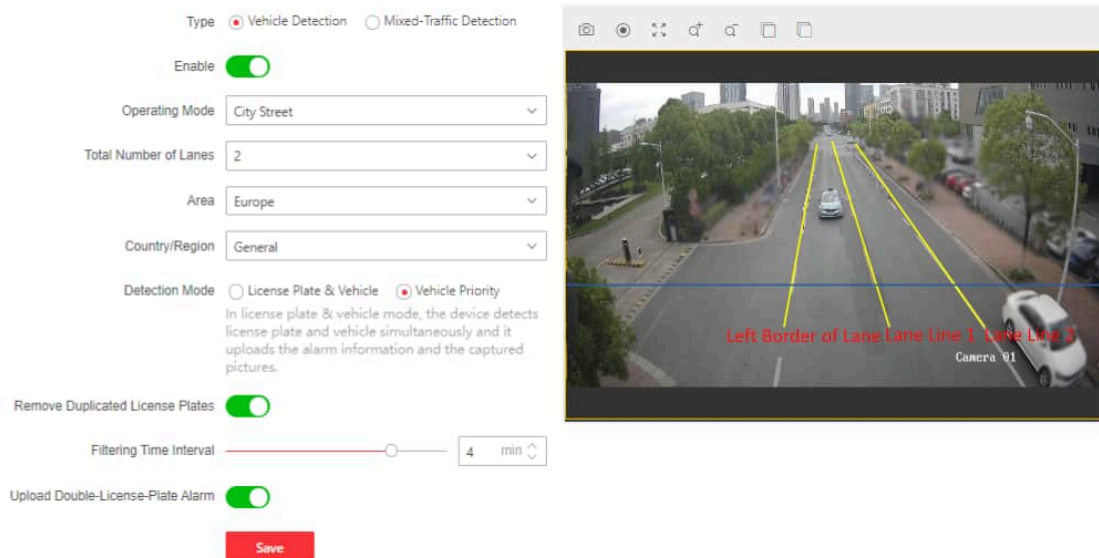 Type Vehicle Detection Mixed-Traffic Detection
Enable
Operating Mode City Street
Total Number of Lanes 2
Area Europe
Country/Region General
Detection Mode License Plate & Vehicle Vehicle Priority
In license plate & vehicle mode, the device detects
license plate and vehicle simultaneously and it
uploads the alarm information and the captured
pictures.
Remove Duplicated License Plates
Filtering Time Interval 4 min
Upload Double-License-Plate Alarm
Save
Left Border of Lane Lane Line 1 Lane Line 2
Camera 01